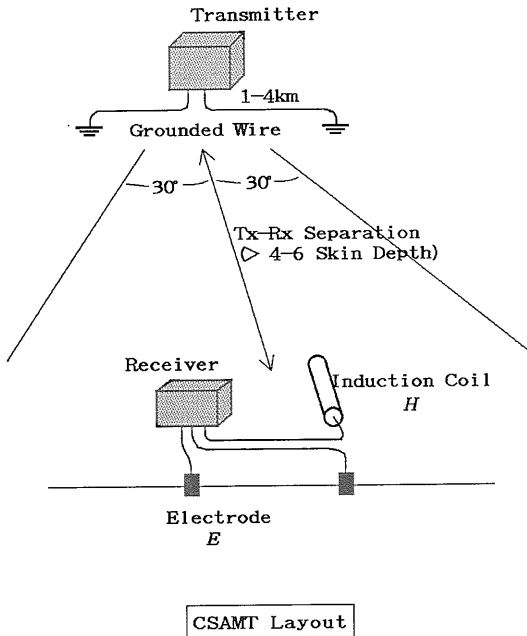 Transmitter
1-4km
Grounded Wire
30° 30°
Tx-Rx Separation
(> 4-6 Skin Depth)
Receiver
Induction Coil
H
Electrode
E
CSAMT Layout